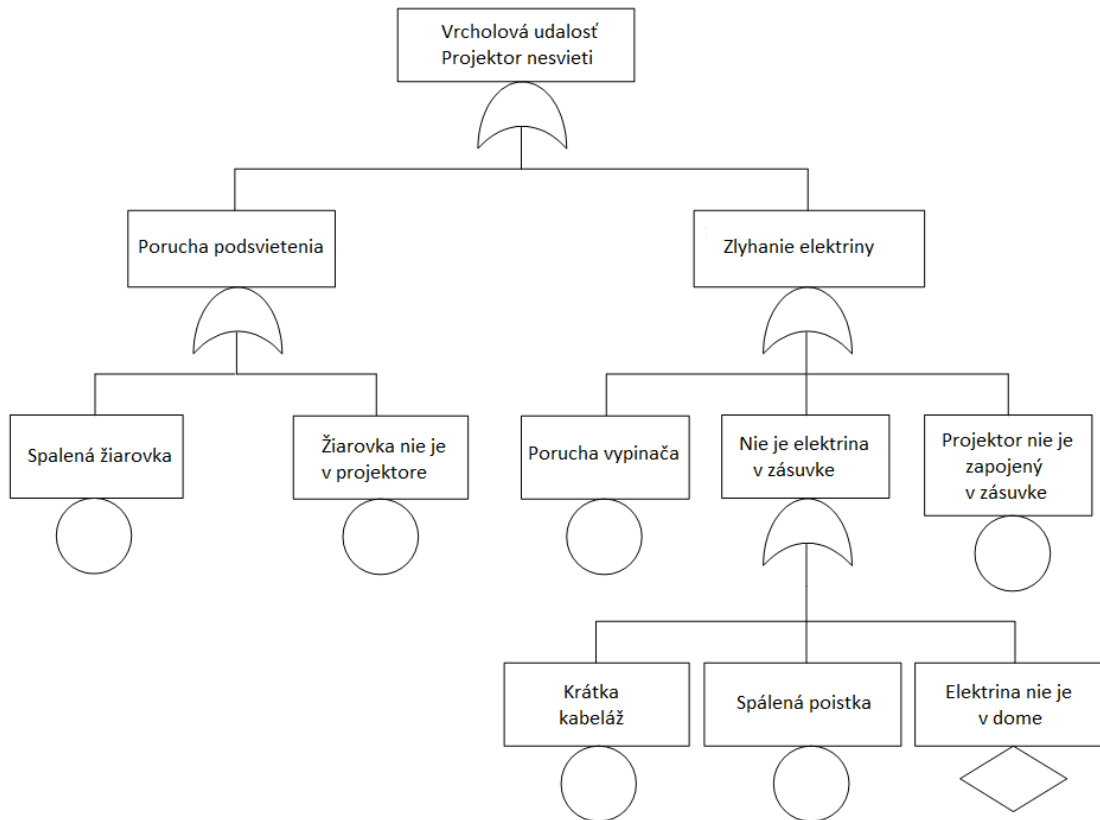 Vrcholová udalosť
Projektor nesvieti
Porucha podsvietenia
Zlyhanie elektriny
Spalená žiarovka
Žiarovka nie je
v projektore
Porucha vypinača
Nie je elektrina
v zásuvke
Projektor nie je
zapojený
v zásuvke
Krátka
kabeláž
Spálená poistka
Elektrina nie je
v dome